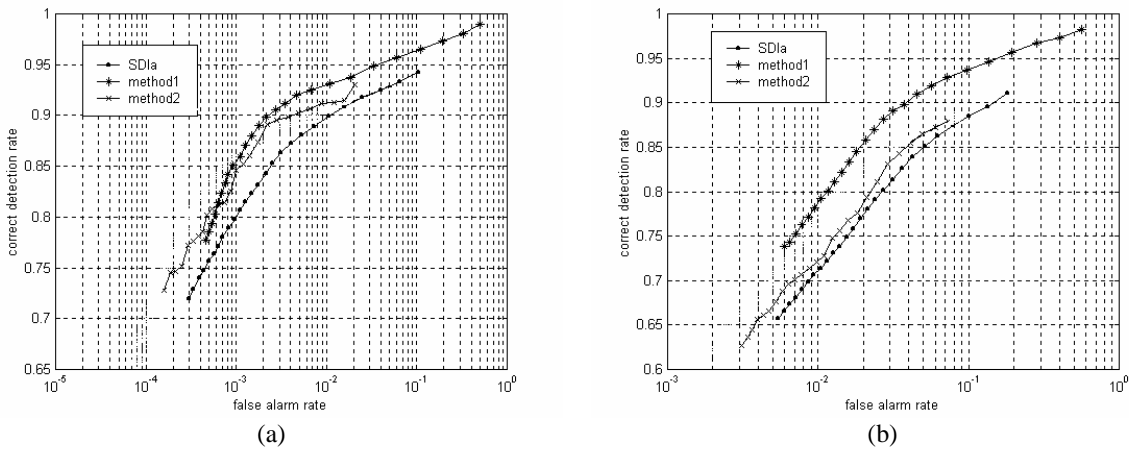 SDIa
method1
method2
correct detection rate
1
0.95
0.9
0.85
0.8
0.75
0.7
0.65
10^-5
10^-4
10^-3
10^-2
10^-1
10^0
false alarm rate
(a)
SDIa
method1
method2
correct detection rate
1
0.95
0.9
0.85
0.8
0.75
0.7
0.65
0.6
10^-3
10^-2
10^-1
10^0
false alarm rate
(b)